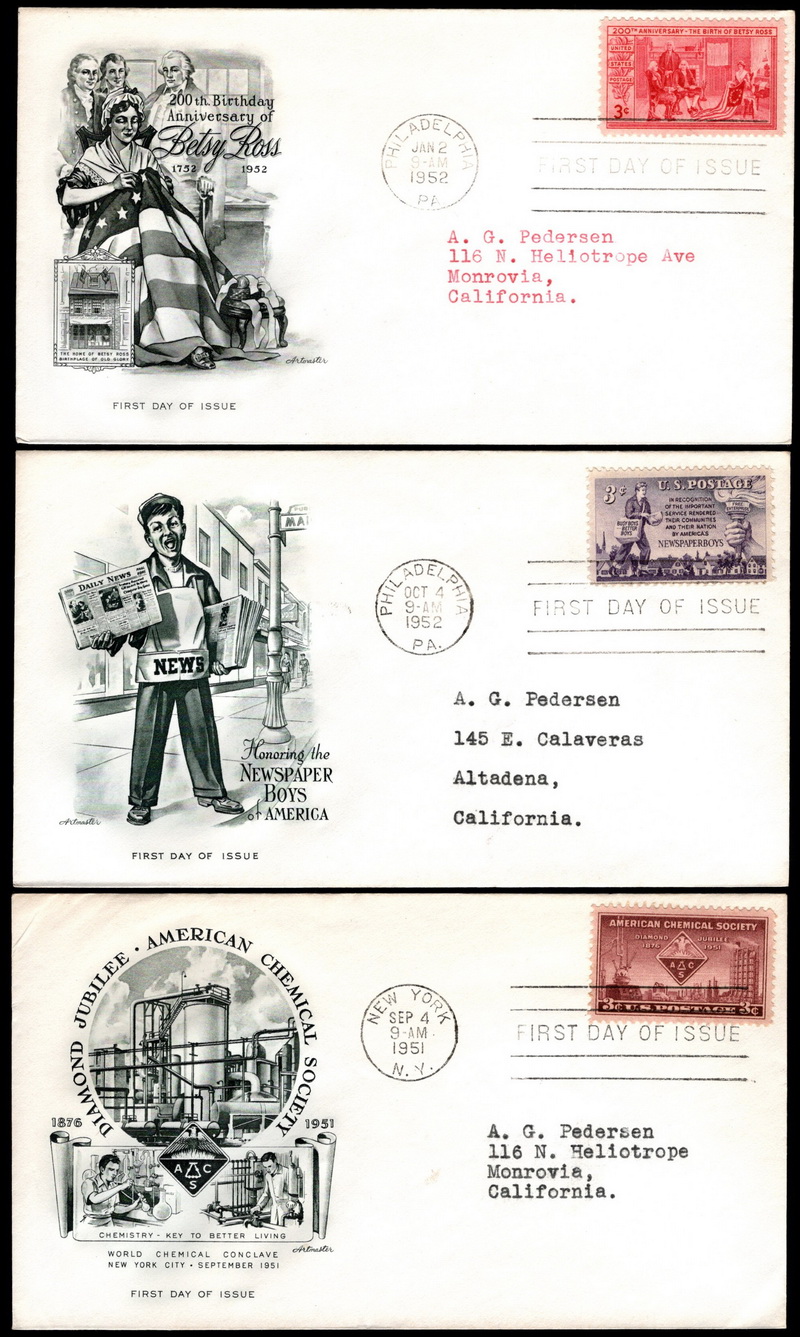 200th Birthday
Anniversary of
Betsy Ross
1752 1952
THE HOME OF BETSY ROSS
BIRTHPLACE OF OLD GLORY
Artmaster
FIRST DAY OF ISSUE
PHILADELPHIA
JAN 2
9-AM
1952
PA.
200TH ANNIVERSARY - THE BIRTH OF BETSY ROSS
UNITED
STATES
POSTAGE
3¢
FIRST DAY OF ISSUE
A. G. Pedersen
116 N. Heliotrope Ave
Monrovia,
California.
DAILY NEWS
NEWS
MAI
Honoring the
NEWSPAPER
BOYS
of AMERICA
Artmaster
FIRST DAY OF ISSUE
PHILADELPHIA
OCT 4
9-AM
1952
PA.
3¢ U.S. POSTAGE
IN RECOGNITION
OF THE IMPORTANT
SERVICE RENDERED
THEIR COMMUNITIES
AND THEIR NATION
BY AMERICA'S
NEWSPAPERBOYS
BUSY BOYS
BETTER
BOYS
FREE
ENTERPRISE
FIRST DAY OF ISSUE
A. G. Pedersen
145 E. Calaveras
Altadena,
California.
DIAMOND JUBILEE · AMERICAN CHEMICAL SOCIETY
1876 1951
A C
S
CHEMISTRY - KEY TO BETTER LIVING
Artmaster
WORLD CHEMICAL CONCLAVE
NEW YORK CITY · SEPTEMBER 1951
FIRST DAY OF ISSUE
NEW YORK
SEP 4
9-AM
1951
N. Y.
AMERICAN CHEMICAL SOCIETY
DIAMOND JUBILEE
1876 1951
A C
S
3¢ U.S. POSTAGE 3¢
FIRST DAY OF ISSUE
A. G. Pedersen
116 N. Heliotrope
Monrovia,
California.